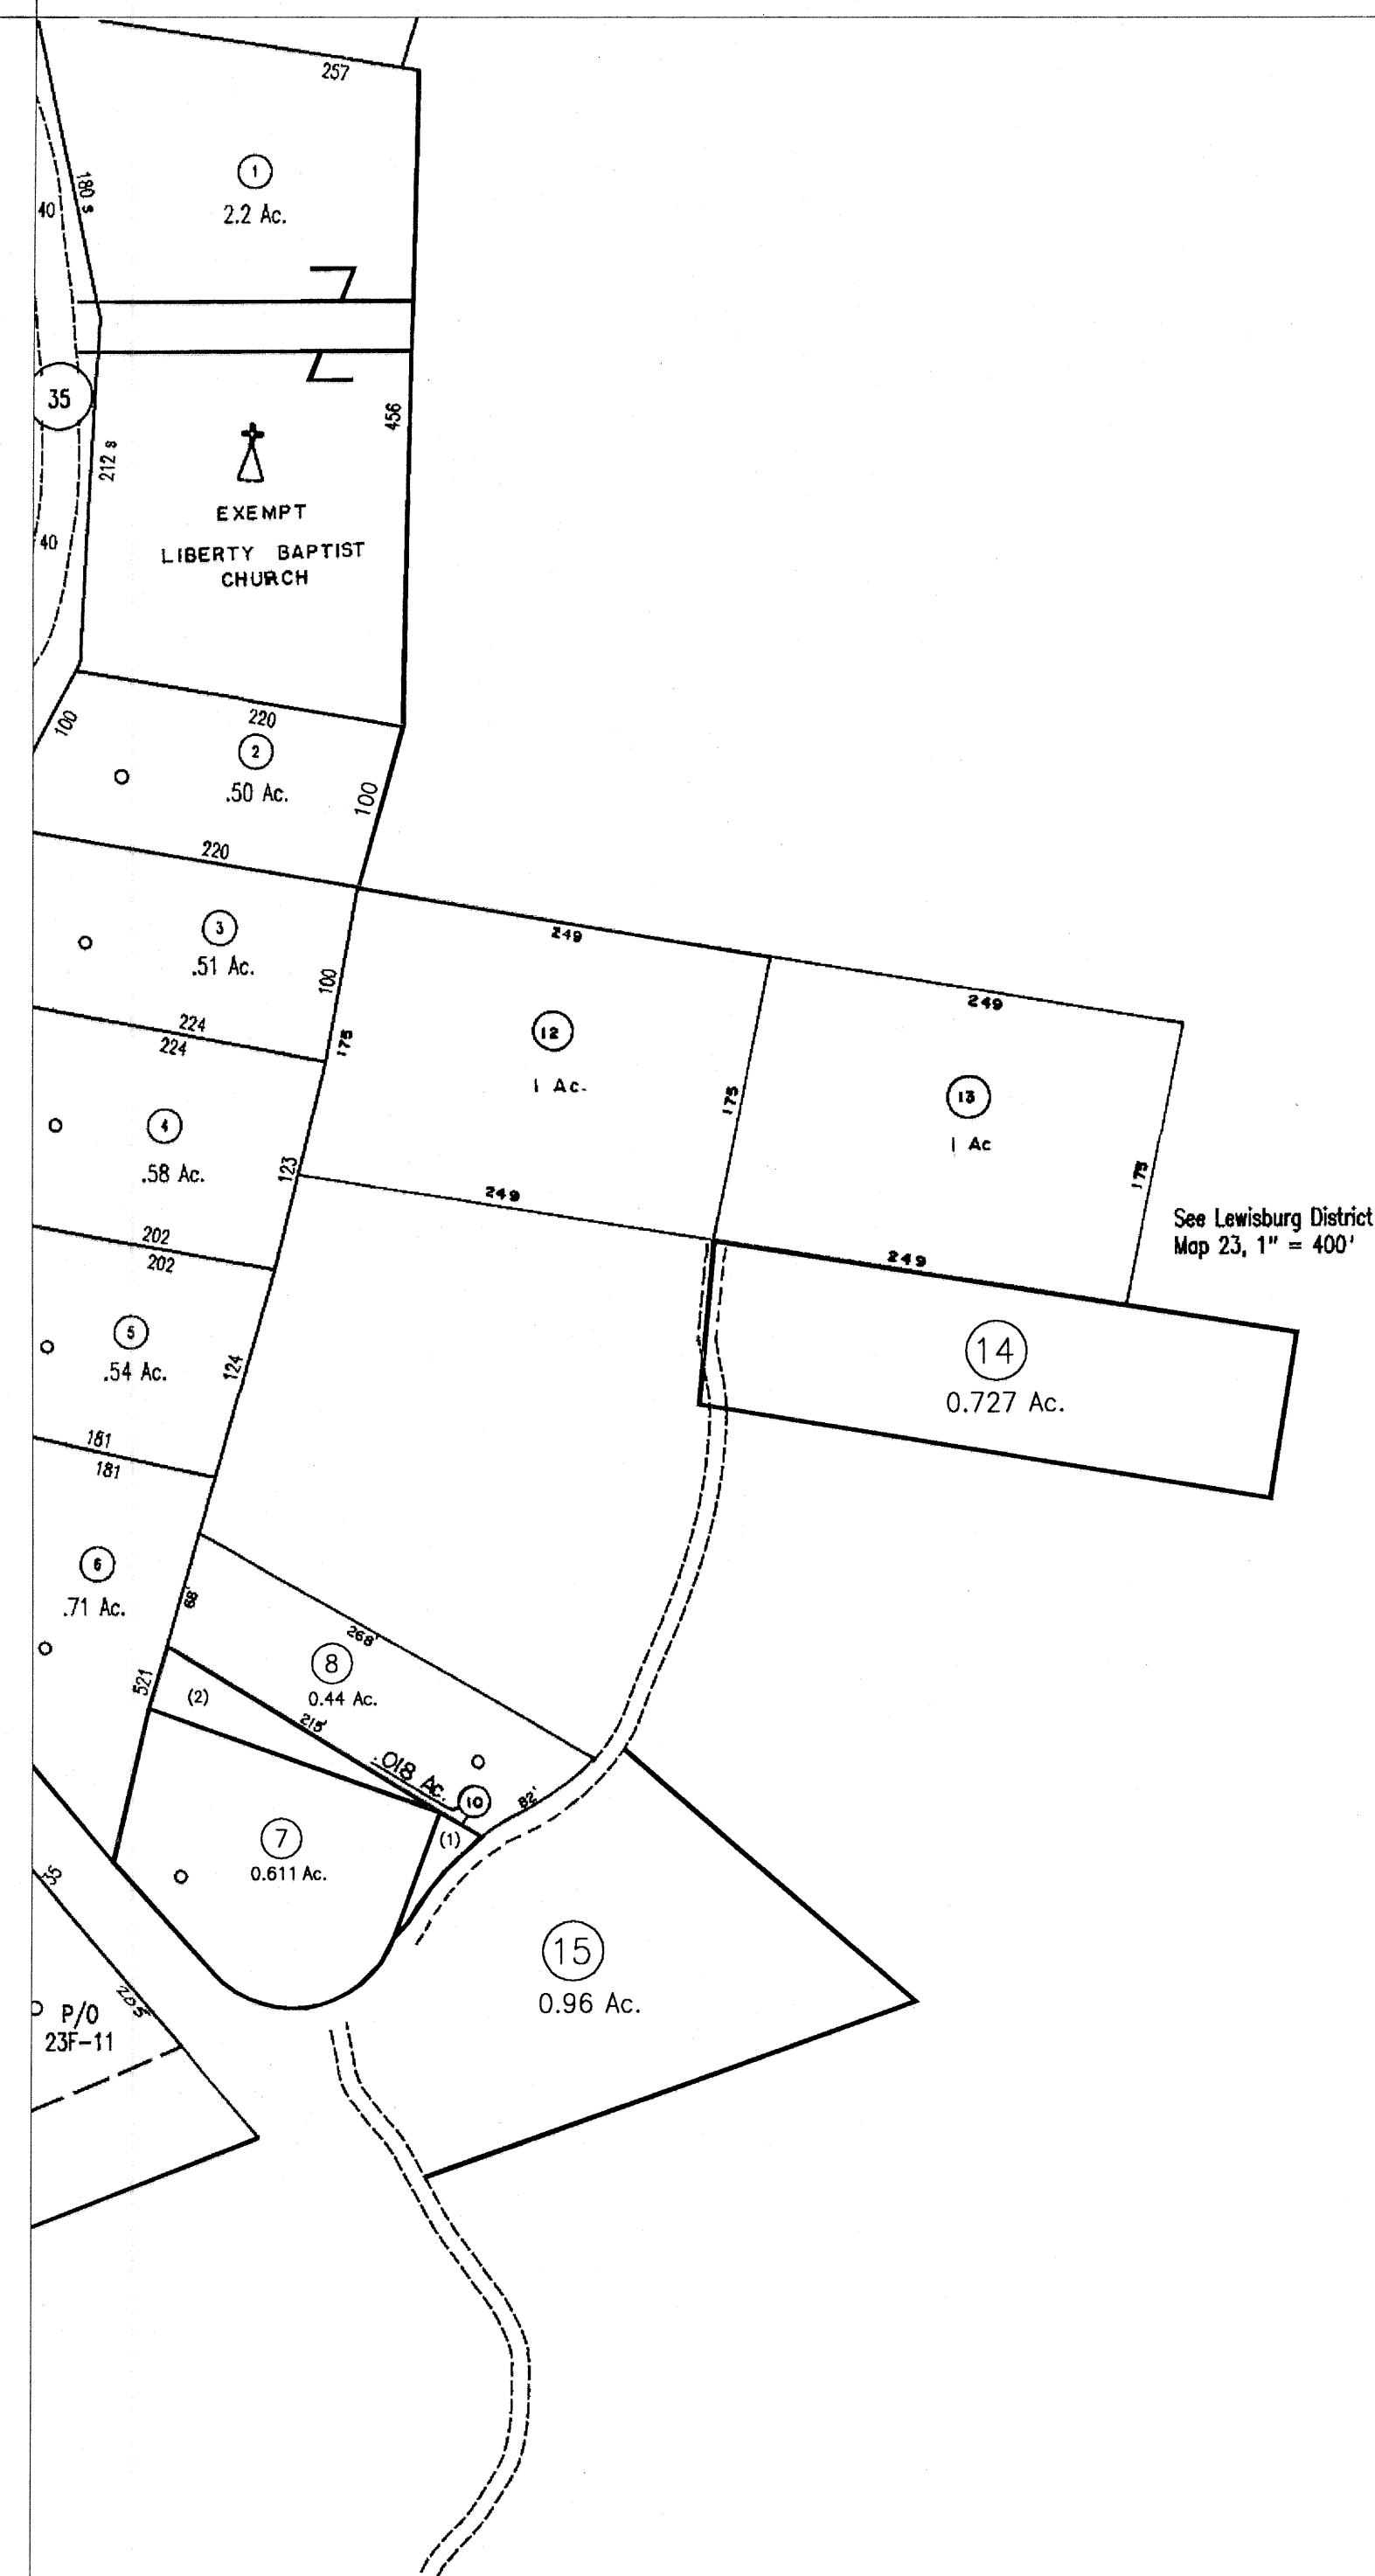 257
1
180 s
40
2.2 Ac.
35
456
212 s
EXEMPT
40
LIBERTY BAPTIST
CHURCH
100
220
2
.50 Ac.
100
220
3
249
.51 Ac.
100
249
224
12
175
224
1 Ac.
175
13
4
1 Ac
.58 Ac.
123
175
249
See Lewisburg District
Map 23, 1" = 400'
202
249
202
5
14
.54 Ac.
124
0.727 Ac.
181
181
6
68'
.71 Ac.
268'
8
521
(2)
0.44 Ac.
215'
.018 Ac.
10
82'
7
(1)
0.611 Ac.
35
15
205
0.96 Ac.
P/O
23F-11